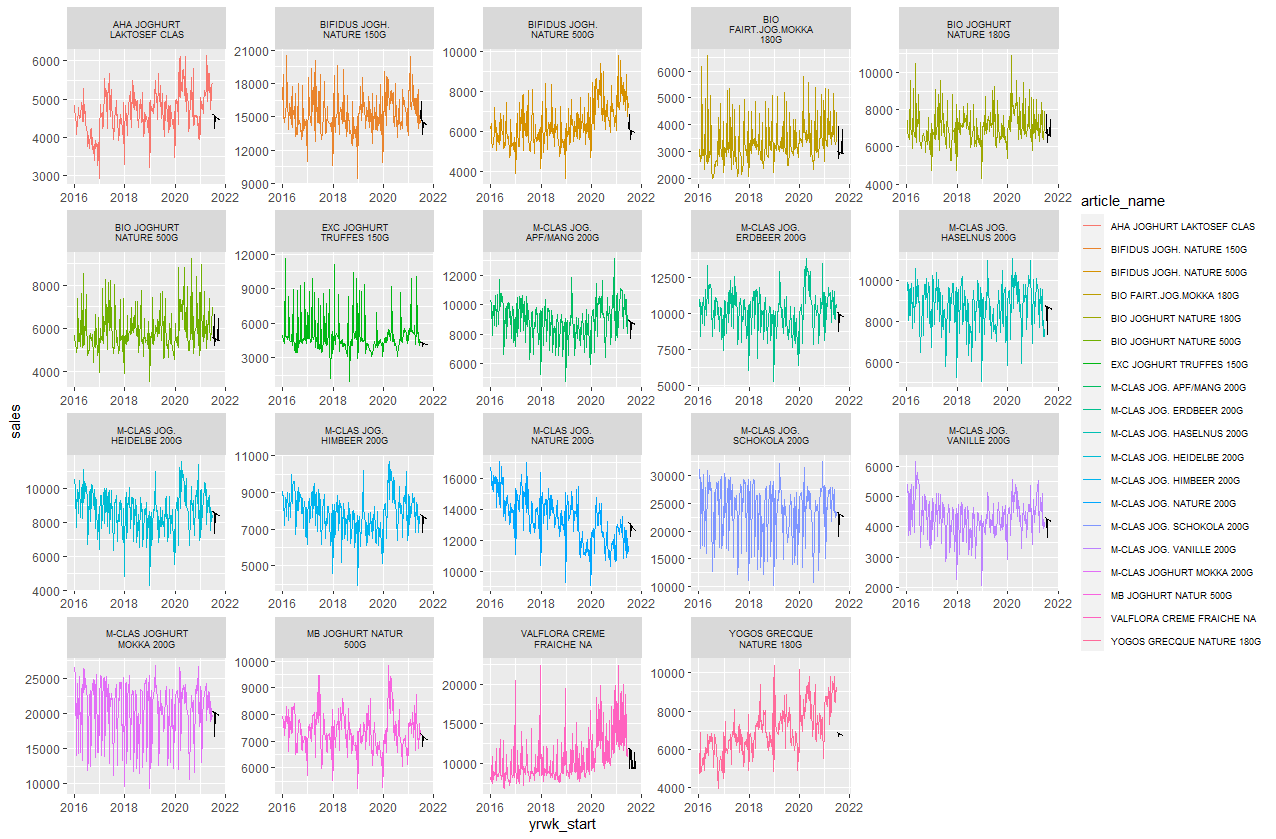 AHA JOGHURT
LAKTOSEF CLAS
BIFIDUS JOGH.
NATURE 150G
BIFIDUS JOGH.
NATURE 500G
BIO
FAIRT.JOG.MOKKA
180G
BIO JOGHURT
NATURE 180G
6000
5000
4000
3000
2016 2018 2020 2022
21000
18000
15000
12000
9000
2016 2018 2020 2022
10000
8000
6000
4000
2016 2018 2020 2022
6000
5000
4000
3000
2000
2016 2018 2020 2022
10000
8000
6000
4000
2016 2018 2020 2022
BIO JOGHURT
NATURE 500G
EXC JOGHURT
TRUFFES 150G
M-CLAS JOG.
APF/MANG 200G
M-CLAS JOG.
ERDBEER 200G
M-CLAS JOG.
HASELNUS 200G
8000
6000
4000
2016 2018 2020 2022
12000
9000
6000
3000
2016 2018 2020 2022
12000
10000
8000
6000
2016 2018 2020 2022
12500
10000
7500
5000
2016 2018 2020 2022
10000
8000
6000
2016 2018 2020 2022
M-CLAS JOG.
HEIDELBE 200G
M-CLAS JOG.
HIMBEER 200G
M-CLAS JOG.
NATURE 200G
M-CLAS JOG.
SCHOKOLA 200G
M-CLAS JOG.
VANILLE 200G
10000
8000
6000
4000
2016 2018 2020 2022
11000
9000
7000
5000
2016 2018 2020 2022
16000
14000
12000
10000
2016 2018 2020 2022
30000
25000
20000
15000
10000
2016 2018 2020 2022
6000
5000
4000
3000
2000
2016 2018 2020 2022
M-CLAS JOGHURT
MOKKA 200G
MB JOGHURT NATUR
500G
VALFLORA CREME
FRAICHE NA
YOGOS GRECQUE
NATURE 180G
25000
20000
15000
10000
2016 2018 2020 2022
10000
9000
8000
7000
6000
2016 2018 2020 2022
20000
15000
10000
2016 2018 2020 2022
10000
8000
6000
4000
2016 2018 2020 2022
sales
yrwk_start
article_name
AHA JOGHURT LAKTOSEF CLAS
BIFIDUS JOGH. NATURE 150G
BIFIDUS JOGH. NATURE 500G
BIO FAIRT.JOG.MOKKA 180G
BIO JOGHURT NATURE 180G
BIO JOGHURT NATURE 500G
EXC JOGHURT TRUFFES 150G
M-CLAS JOG. APF/MANG 200G
M-CLAS JOG. ERDBEER 200G
M-CLAS JOG. HASELNUS 200G
M-CLAS JOG. HEIDELBE 200G
M-CLAS JOG. HIMBEER 200G
M-CLAS JOG. NATURE 200G
M-CLAS JOG. SCHOKOLA 200G
M-CLAS JOG. VANILLE 200G
M-CLAS JOGHURT MOKKA 200G
MB JOGHURT NATUR 500G
VALFLORA CREME FRAICHE NA
YOGOS GRECQUE NATURE 180G